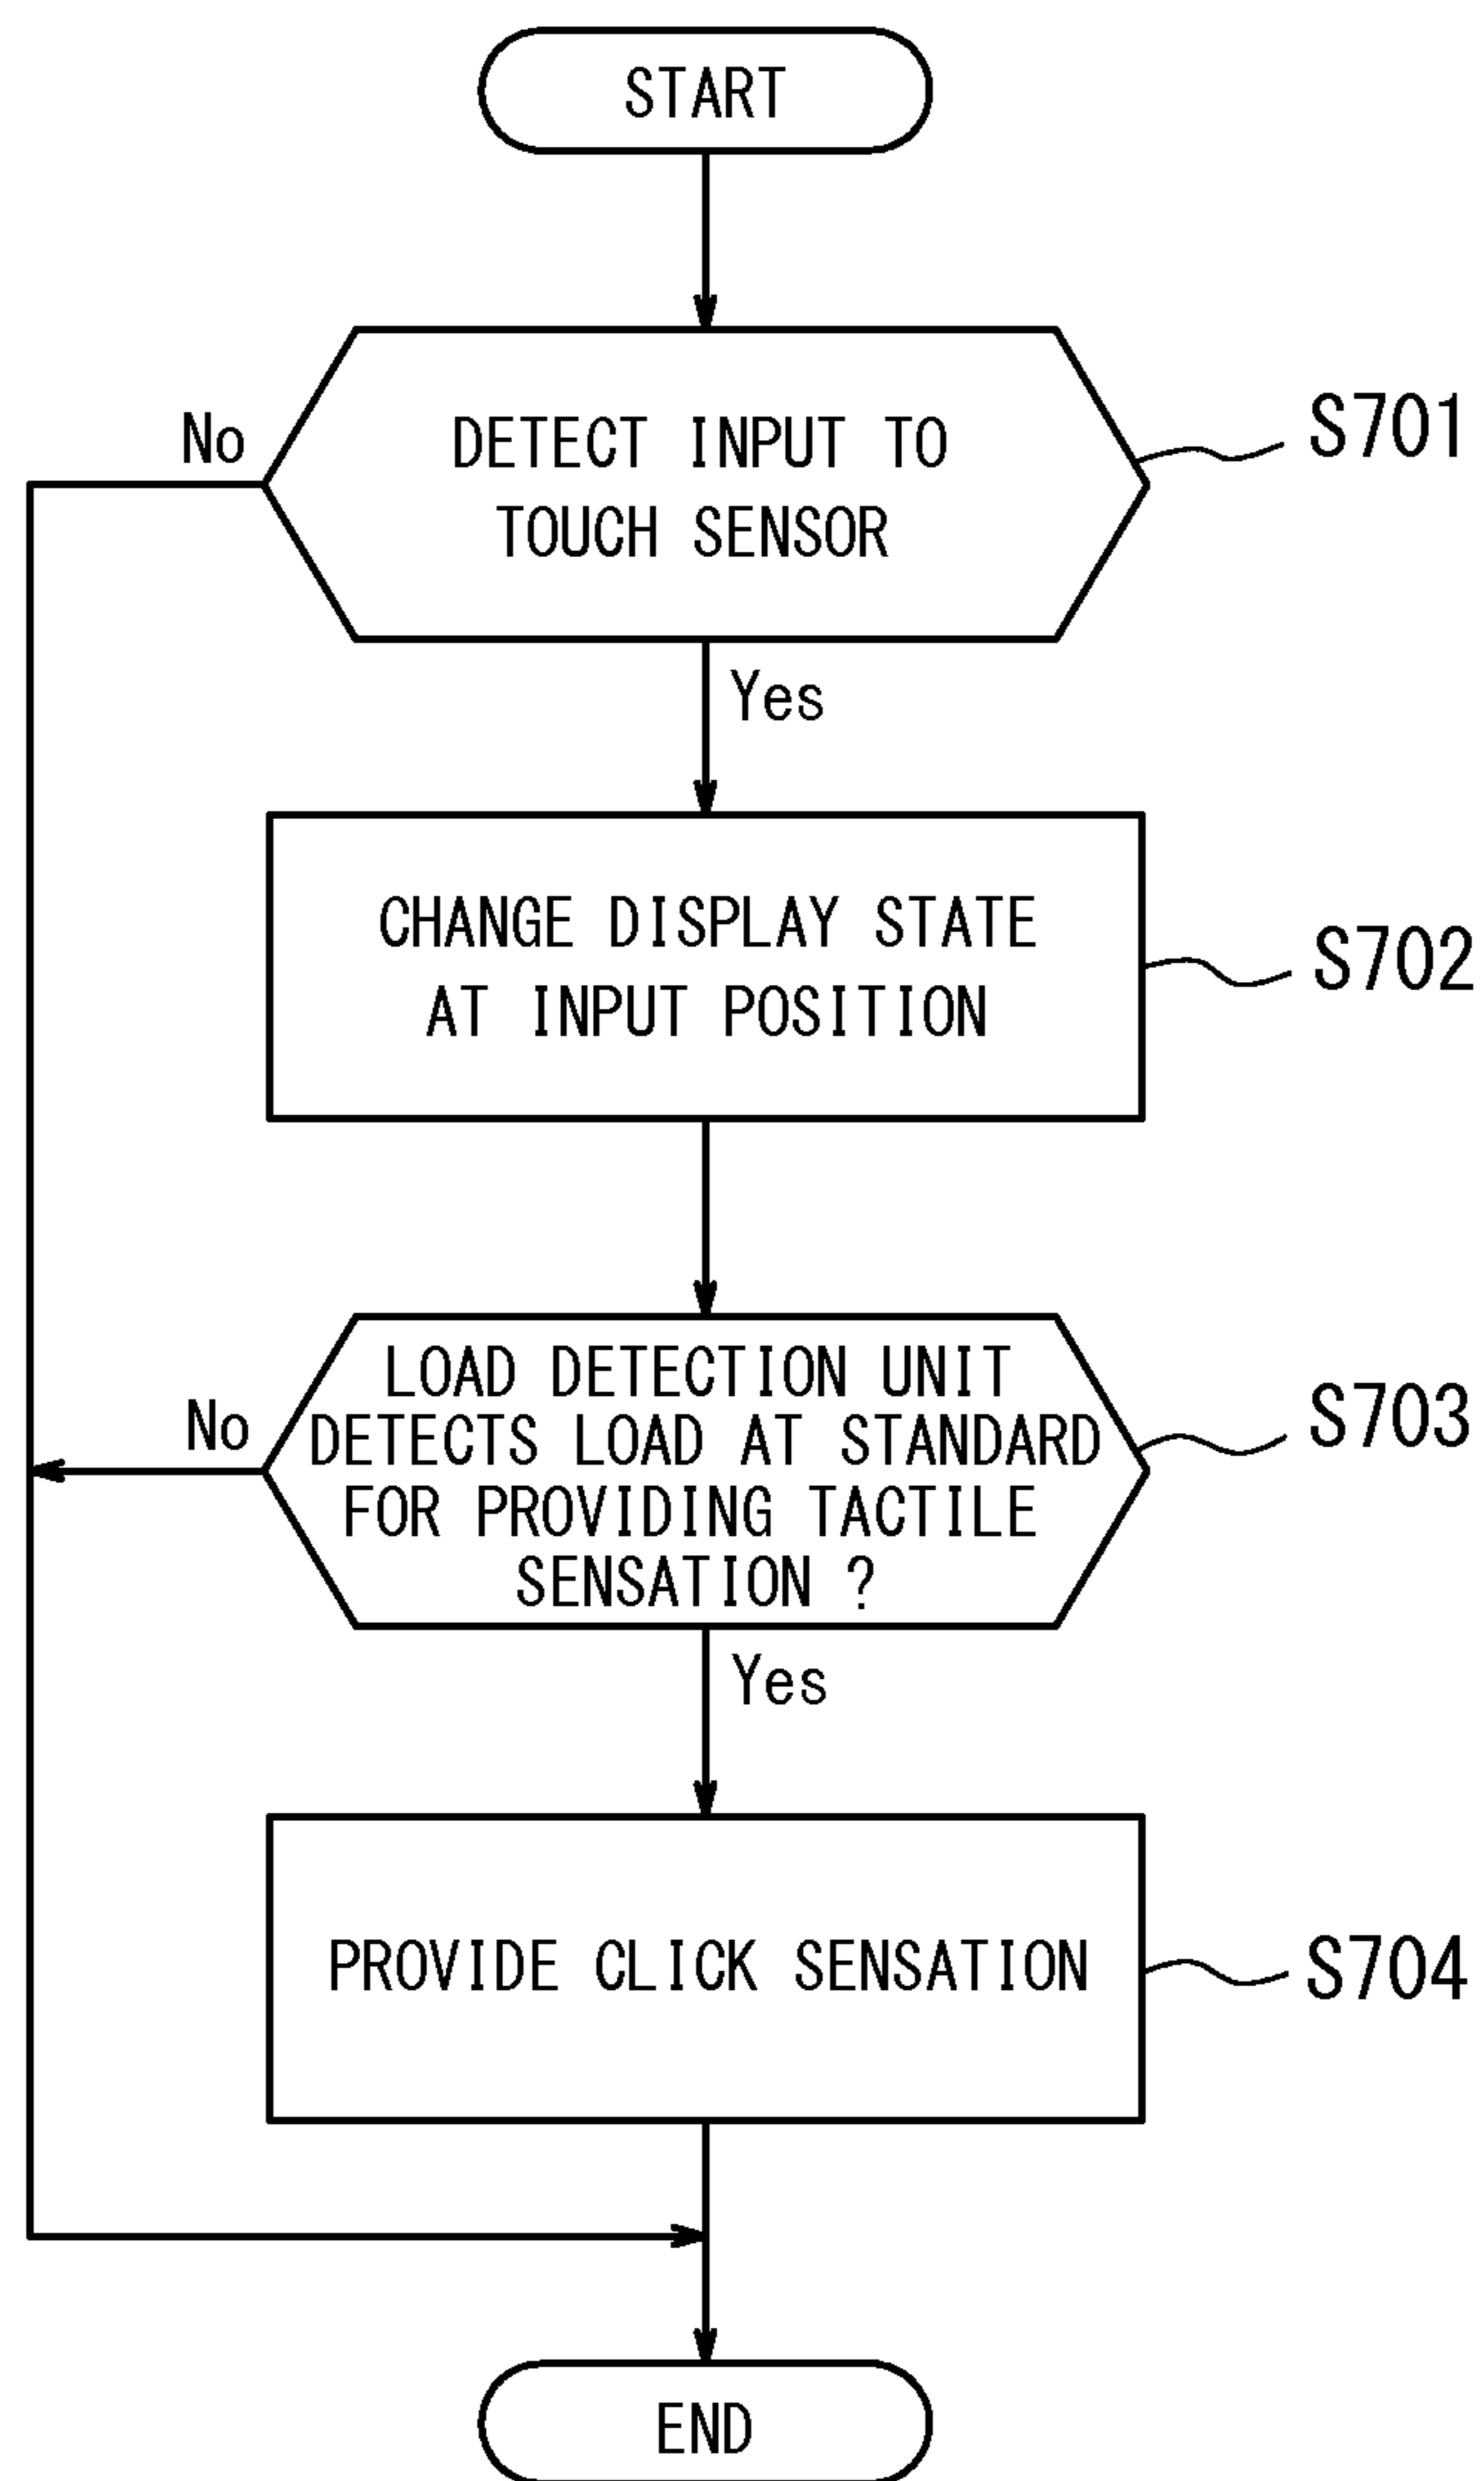 START
No
DETECT INPUT TO
TOUCH SENSOR
S701
Yes
CHANGE DISPLAY STATE
AT INPUT POSITION
S702
LOAD DETECTION UNIT
DETECTS LOAD AT STANDARD
FOR PROVIDING TACTILE
SENSATION ?
No
S703
Yes
PROVIDE CLICK SENSATION
S704
END